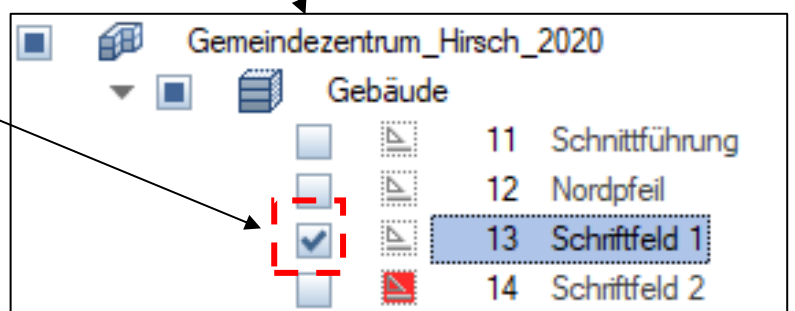 Gemeindezentrum_Hirsch_2020
Gebäude
11 Schnittführung
12 Nordpfeil
13 Schriftfeld 1
14 Schriftfeld 2